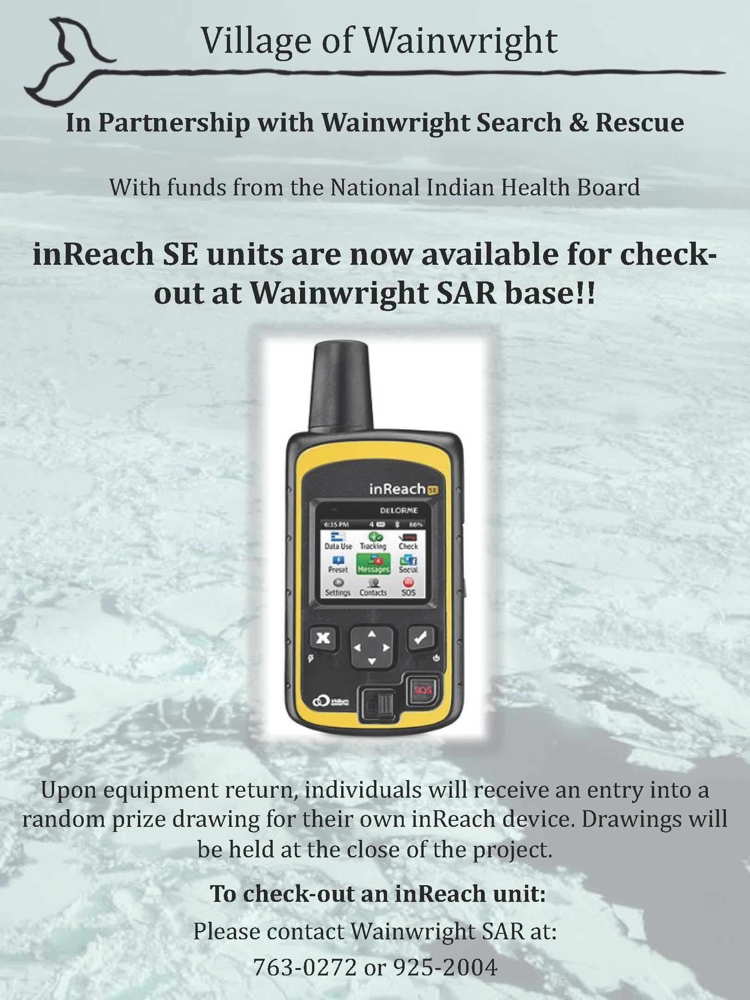 Village of Wainwright
In Partnership with Wainwright Search & Rescue
With funds from the National Indian Health Board
inReach SE units are now available for check-
out at Wainwright SAR base!!
inReach SE
DELORME
6:35 PM 4 86%
Data Use Tracking Check
Preset Messages Social
Settings Contacts SOS
SOS
iridium
Upon equipment return, individuals will receive an entry into a
random prize drawing for their own inReach device. Drawings will
be held at the close of the project.
To check-out an inReach unit:
Please contact Wainwright SAR at:
763-0272 or 925-2004